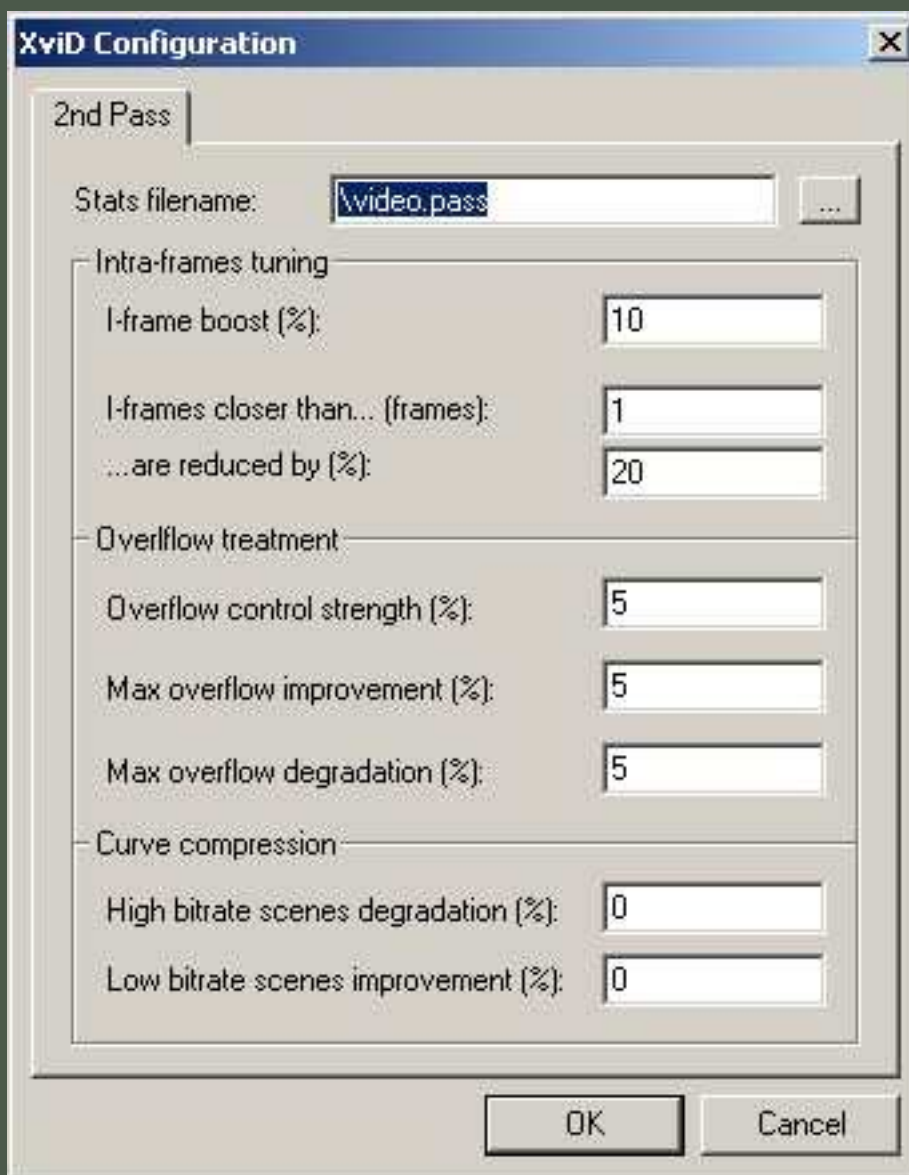 XviD Configuration
2nd Pass
Stats filename: \video.pass ...
Intra-frames tuning
I-frame boost (%): 10
I-frames closer than... (frames): 1
...are reduced by (%): 20
Overlflow treatment
Overflow control strength (%): 5
Max overflow improvement (%): 5
Max overflow degradation (%): 5
Curve compression
High bitrate scenes degradation (%): 0
Low bitrate scenes improvement (%): 0
OK Cancel